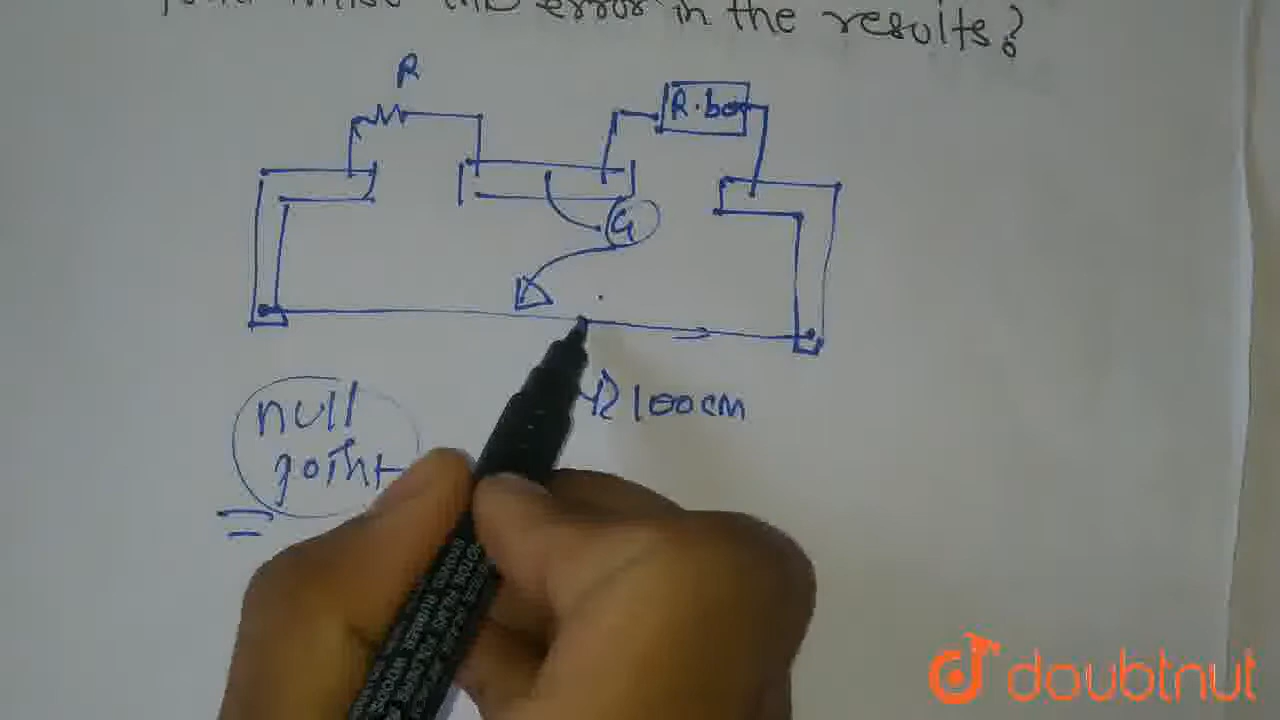 the error in the results?
R
R.box
G
100cm
null
point
doubtnut